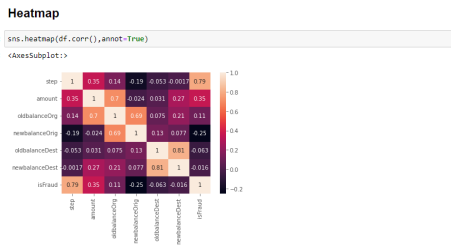 Heatmap
sns.heatmap(df.corr(),annot=True)
<AxesSubplot:>
step 1 0.35 0.14 -0.19 -0.053 -0.0017 0.79
amount 0.35 1 0.7 -0.024 0.031 0.27 0.35
oldbalanceOrg 0.14 0.7 1 0.69 0.075 0.21 0.11
newbalanceOrig -0.19 -0.024 0.69 1 0.13 0.077 -0.25
oldbalanceDest -0.053 0.031 0.075 0.13 1 0.81 -0.063
newbalanceDest -0.0017 0.27 0.21 0.077 0.81 1 -0.016
isFraud 0.79 0.35 0.11 -0.25 -0.063 -0.016 1
step amount oldbalanceOrg newbalanceOrig oldbalanceDest newbalanceDest isFraud
1.0
0.8
0.6
0.4
0.2
0.0
-0.2